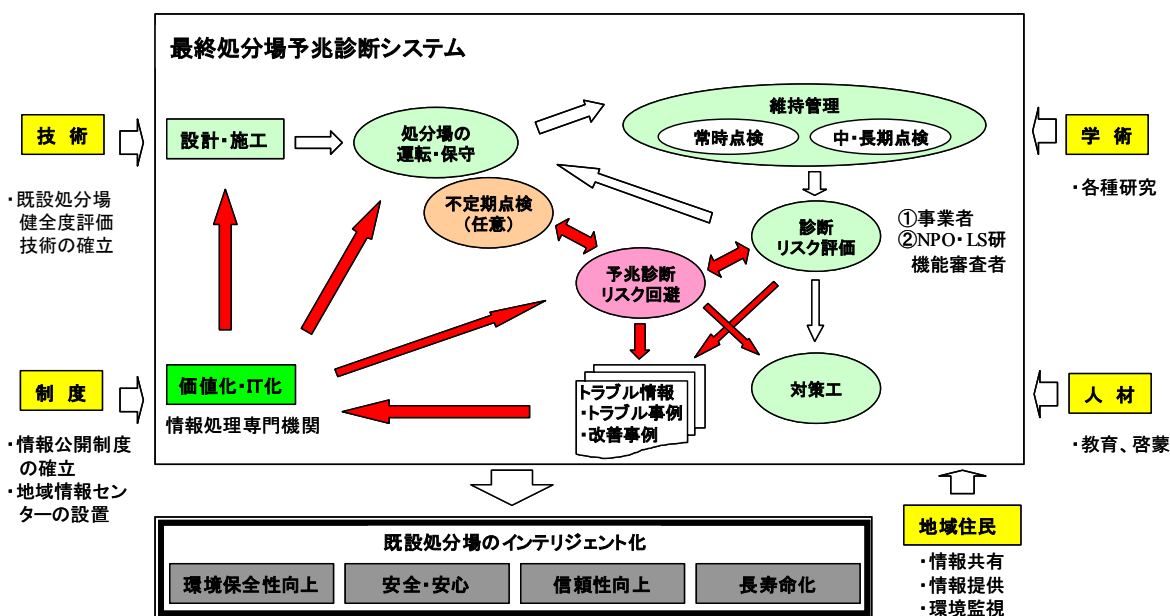 最終処分場予兆診断システム
技 術
・既設処分場
健全度評価
技術の確立
制 度
・情報公開制度
の確立
・地域情報セン
ターの設置
設計・施工
処分場の
運転・保守
不定期点検
(任意)
維持管理
常時点検
中・長期点検
診断
リスク評価
①事業者
②NPO・LS研
機能審査者
予兆診断
リスク回避
価値化・IT化
情報処理専門機関
トラブル情報
・トラブル事例
・改善事例
対策工
学 術
・各種研究
人 材
・教育、啓蒙
地域住民
・情報共有
・情報提供
・環境監視
既設処分場のインテリジェント化
環境保全性向上
安全・安心
信頼性向上
長寿命化